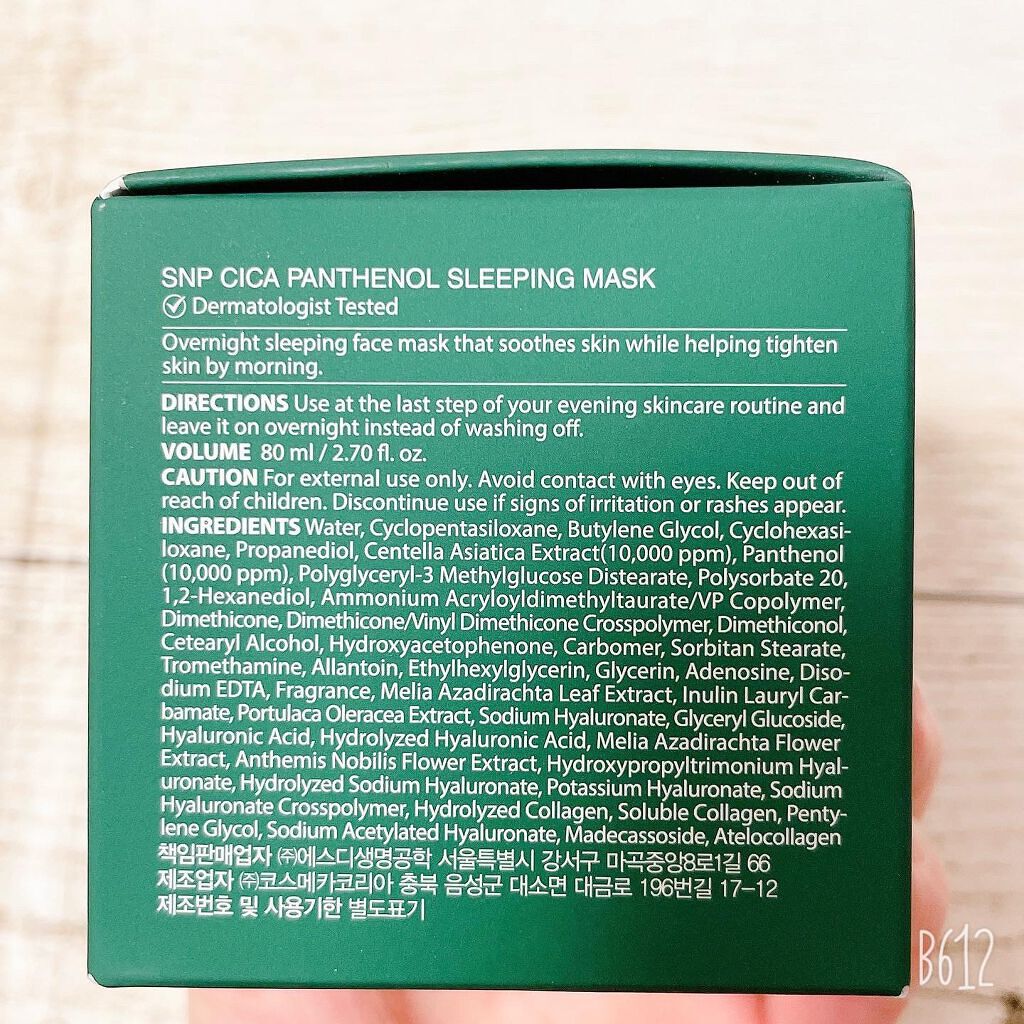 SNP CICA PANTHENOL SLEEPING MASK
Dermatologist Tested
Overnight sleeping face mask that soothes skin while helping tighten
skin by morning.
DIRECTIONS Use at the last step of your evening skincare routine and
leave it on overnight instead of washing off.
VOLUME 80 ml / 2.70 fl. oz.
CAUTION For external use only. Avoid contact with eyes. Keep out of
reach of children. Discontinue use if signs of irritation or rashes appear.
INGREDIENTS Water, Cyclopentasiloxane, Butylene Glycol, Cyclohexasi-
loxane, Propanediol, Centella Asiatica Extract(10,000 ppm), Panthenol
(10,000 ppm), Polyglyceryl-3 Methylglucose Distearate, Polysorbate 20,
1,2-Hexanediol, Ammonium Acryloyldimethyltaurate/VP Copolymer,
Dimethicone, Dimethicone/Vinyl Dimethicone Crosspolymer, Dimethiconol,
Cetearyl Alcohol, Hydroxyacetophenone, Carbomer, Sorbitan Stearate,
Tromethamine, Allantoin, Ethylhexylglycerin, Glycerin, Adenosine, Diso-
dium EDTA, Fragrance, Melia Azadirachta Leaf Extract, Inulin Lauryl Car-
bamate, Portulaca Oleracea Extract, Sodium Hyaluronate, Glyceryl Glucoside,
Hyaluronic Acid, Hydrolyzed Hyaluronic Acid, Melia Azadirachta Flower
Extract, Anthemis Nobilis Flower Extract, Hydroxypropyltrimonium Hyal-
uronate, Hydrolyzed Sodium Hyaluronate, Potassium Hyaluronate, Sodium
Hyaluronate Crosspolymer, Hydrolyzed Collagen, Soluble Collagen, Penty-
lene Glycol, Sodium Acetylated Hyaluronate, Madecassoside, Atelocollagen
책임판매업자 ㈜에스디생명공학 서울특별시 강서구 마곡중앙8로1길 66
제조업자 ㈜코스메카코리아 충북 음성군 대소면 대금로 196번길 17-12
제조번호 및 사용기한 별도표기
B612